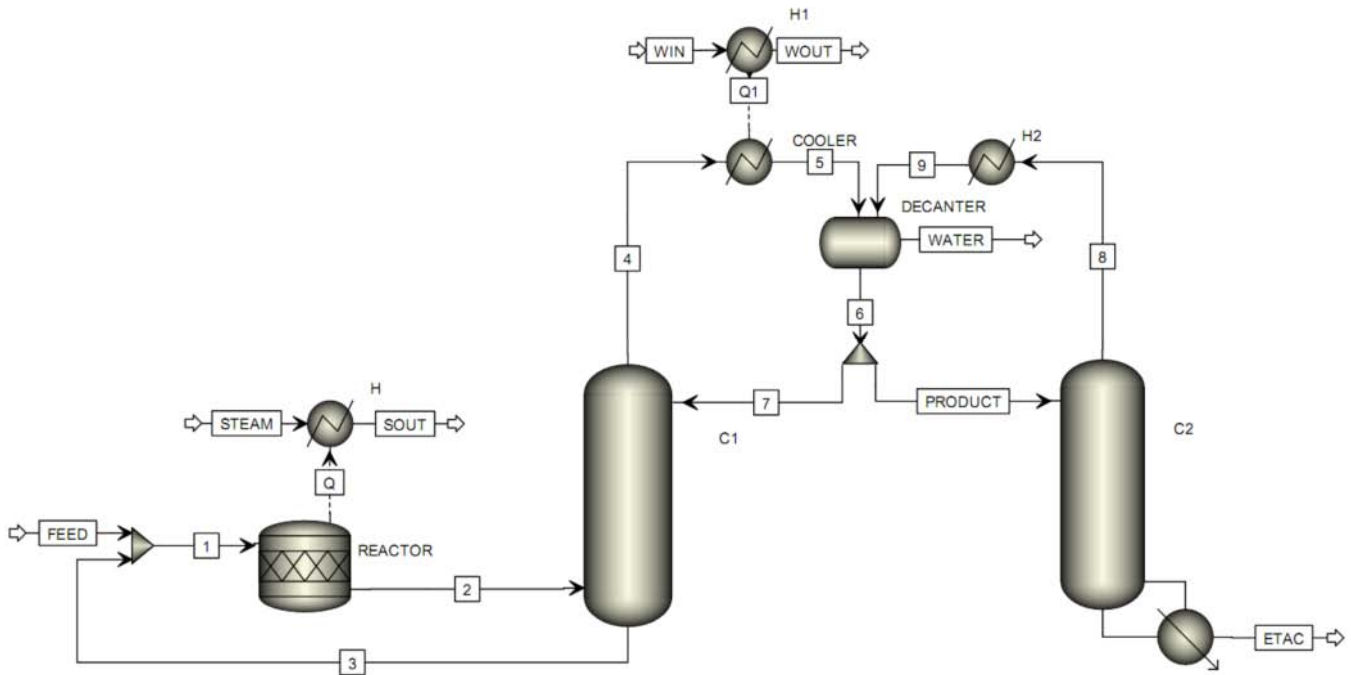 H1
WIN
WOUT
Q1
COOLER
H2
5
9
DECANTER
WATER
4
8
6
H
STEAM
SOUT
7
PRODUCT
C1
C2
Q
FEED
1
REACTOR
2
ETAC
3